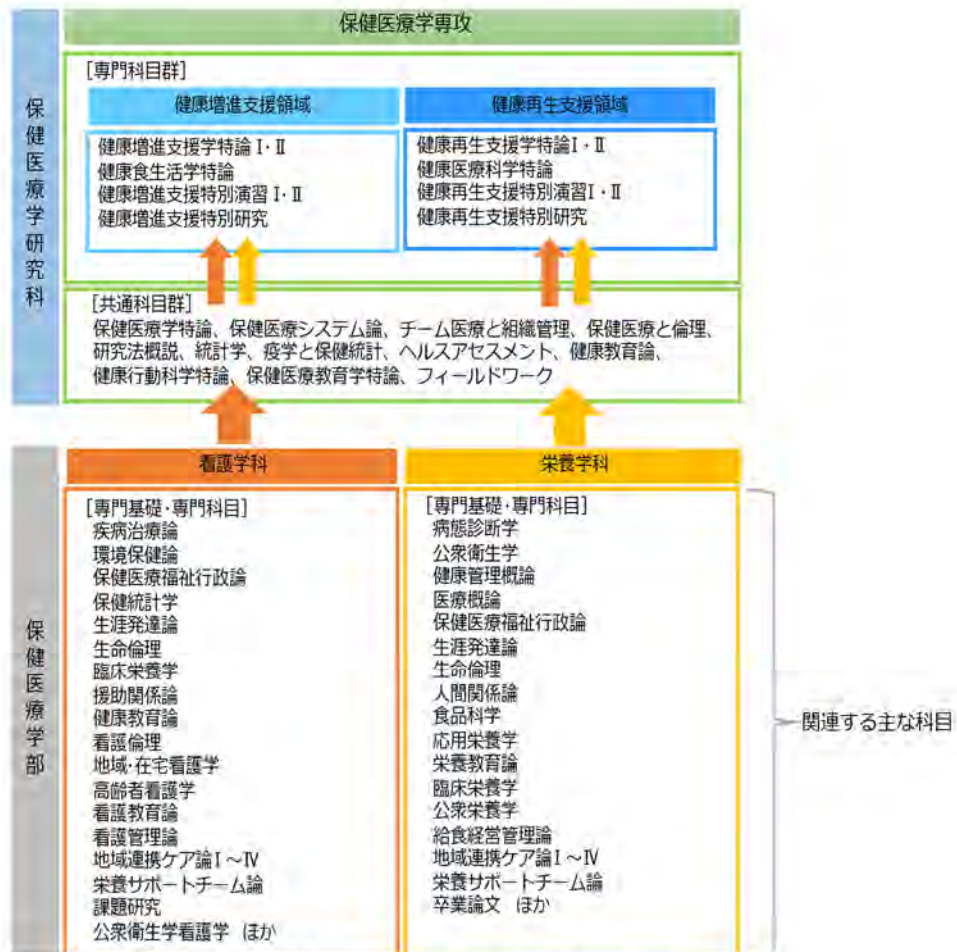 保健医療学研究科
保健医療学専攻
[専門科目群]
健康増進支援領域
健康増進支援学特論Ⅰ・Ⅱ
健康食生活学特論
健康増進支援特別演習Ⅰ・Ⅱ
健康増進支援特別研究
健康再生支援領域
健康再生支援学特論Ⅰ・Ⅱ
健康医療科学特論
健康再生支援特別演習Ⅰ・Ⅱ
健康再生支援特別研究
[共通科目群]
保健医療学特論、保健医療システム論、チーム医療と組織管理、保健医療と倫理、
研究法概説、統計学、疫学と保健統計、ヘルスアセスメント、健康教育論、
健康行動科学特論、保健医療教育学特論、フィールドワーク
保健医療学部
看護学科
[専門基礎・専門科目]
疾病治療論
環境保健論
保健医療福祉行政論
保健統計学
生涯発達論
生命倫理
臨床栄養学
援助関係論
健康教育論
看護倫理
地域・在宅看護学
高齢者看護学
看護教育論
看護管理論
地域連携ケア論Ⅰ～Ⅳ
栄養サポートチーム論
課題研究
公衆衛生学看護学 ほか
栄養学科
[専門基礎・専門科目]
病態診断学
公衆衛生学
健康管理概論
医療概論
保健医療福祉行政論
生涯発達論
生命倫理
人間関係論
食品科学
応用栄養学
栄養教育論
臨床栄養学
公衆栄養学
給食経営管理論
地域連携ケア論Ⅰ～Ⅳ
栄養サポートチーム論
卒業論文 ほか
関連する主な科目